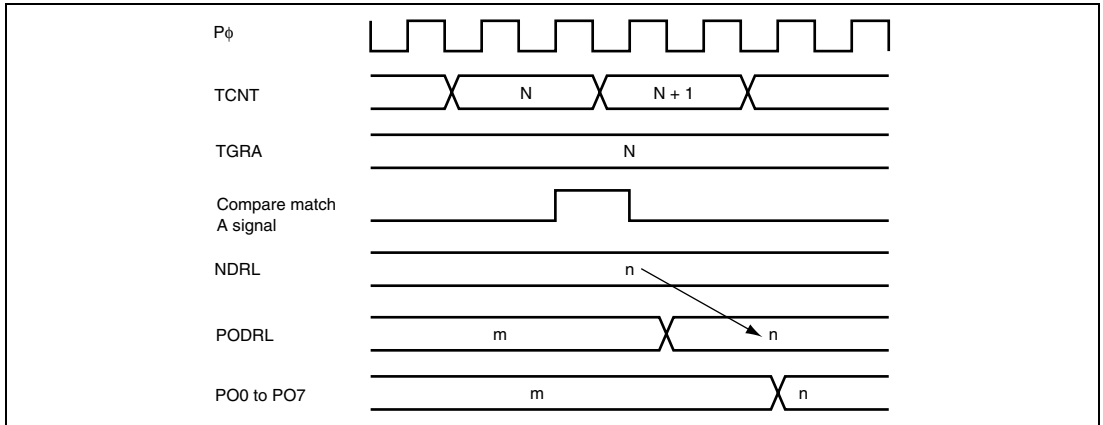 Pϕ
TCNT
N
N + 1
TGRA
N
Compare match
A signal
NDRL
n
PODRL
m
n
PO0 to PO7
m
n